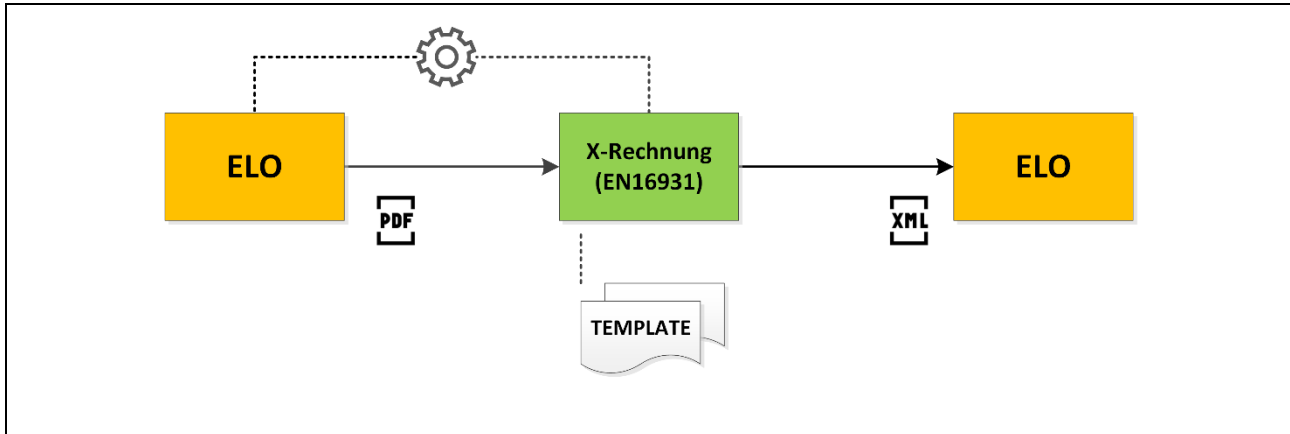 ELO
X-Rechnung
(EN16931)
ELO
PDF
XML
TEMPLATE